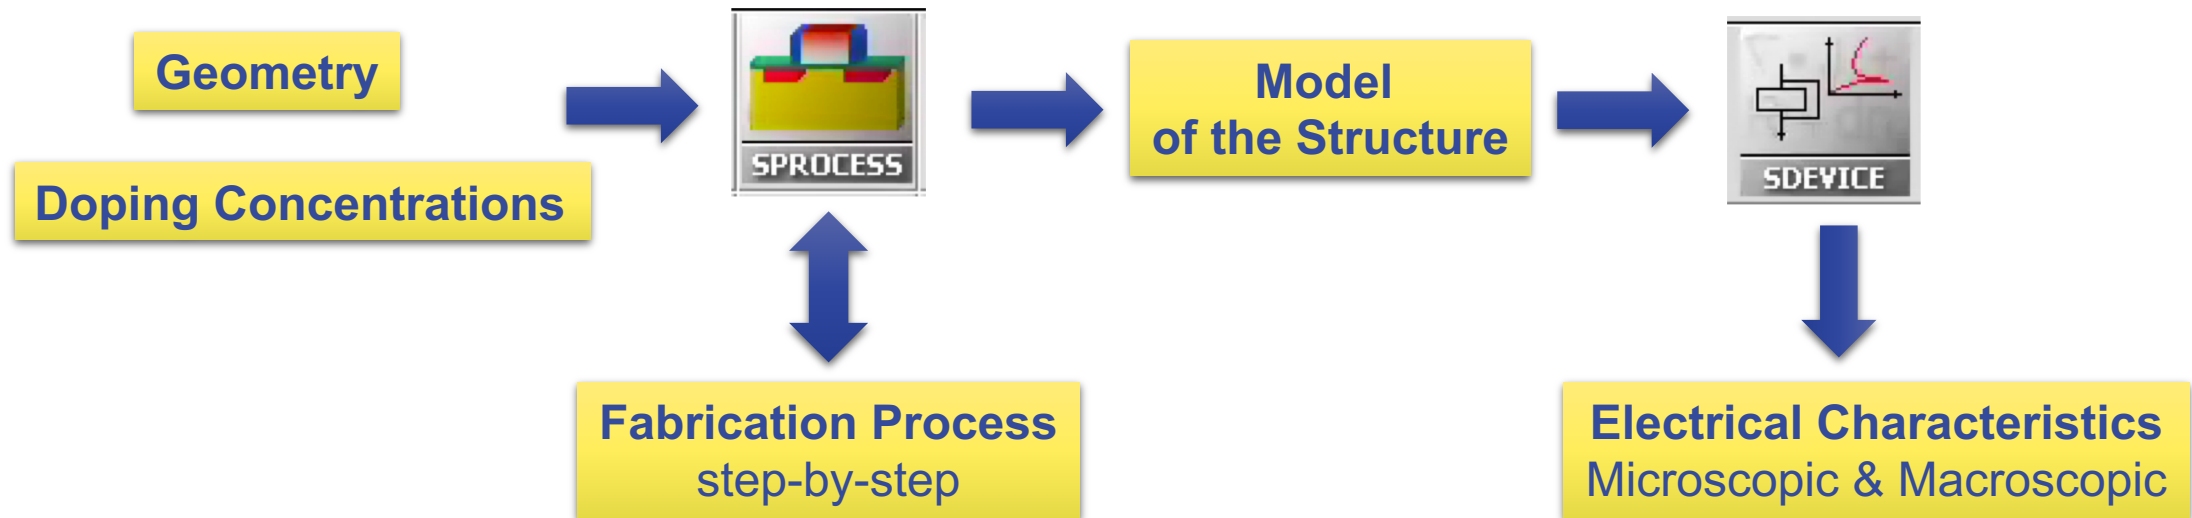 Geometry
Doping Concentrations
SPROCESS
Model
of the Structure
SDEVICE
Fabrication Process
step-by-step
Electrical Characteristics
Microscopic & Macroscopic